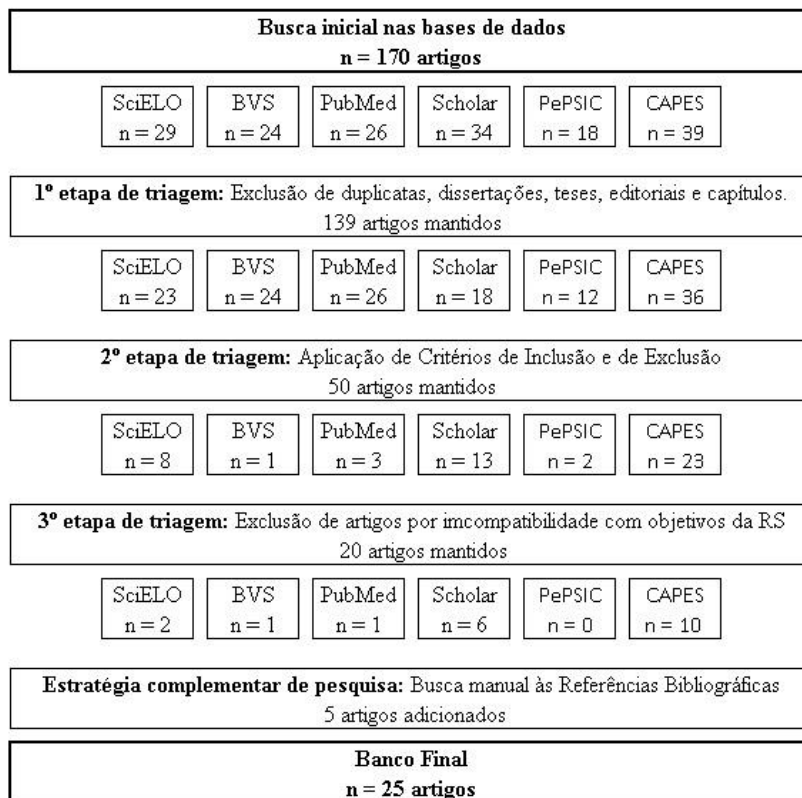 Busca inicial nas bases de dados
n = 170 artigos
SciELO BVS PubMed Scholar PePSIC CAPES
n = 29 n = 24 n = 26 n = 34 n = 18 n = 39
1º etapa de triagem: Exclusão de duplicatas, dissertações, teses, editoriais e capítulos.
139 artigos mantidos
SciELO BVS PubMed Scholar PePSIC CAPES
n = 23 n = 24 n = 26 n = 18 n = 12 n = 36
2º etapa de triagem: Aplicação de Critérios de Inclusão e de Exclusão
50 artigos mantidos
SciELO BVS PubMed Scholar PePSIC CAPES
n = 8 n = 1 n = 3 n = 13 n = 2 n = 23
3º etapa de triagem: Exclusão de artigos por imcompatibilidade com objetivos da RS
20 artigos mantidos
SciELO BVS PubMed Scholar PePSIC CAPES
n = 2 n = 1 n = 1 n = 6 n = 0 n = 10
Estratégia complementar de pesquisa: Busca manual às Referências Bibliográficas
5 artigos adicionados
Banco Final
n = 25 artigos